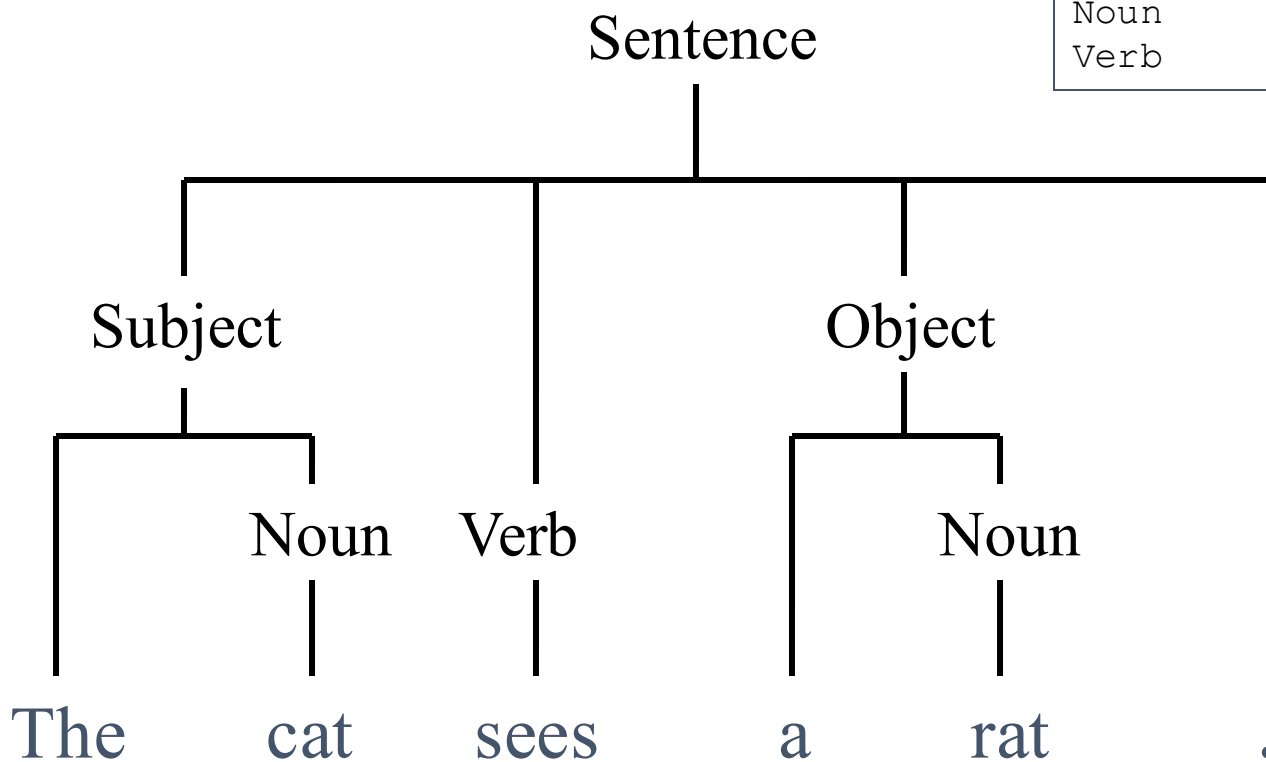 Noun
Sentence
Verb
Subject Object
Noun Verb Noun
The cat sees a rat .